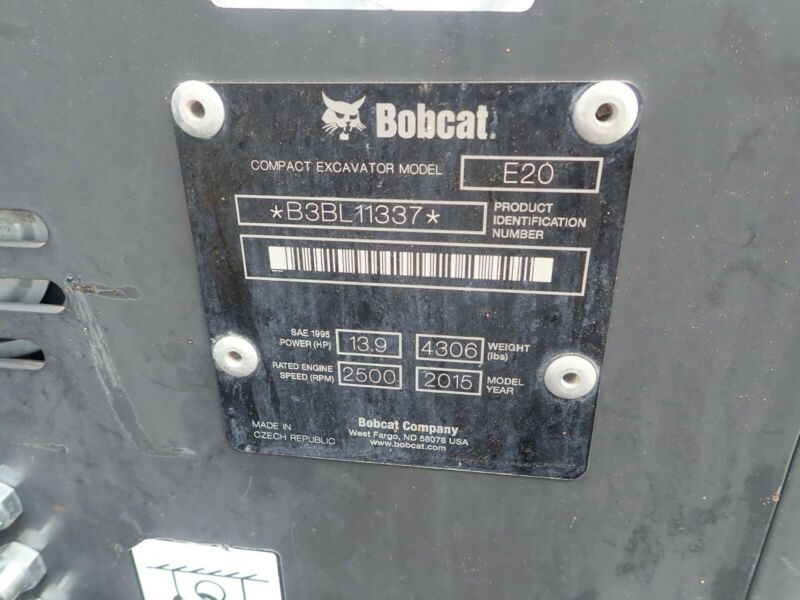 Bobcat.
COMPACT EXCAVATOR MODEL E20
*B3BL11337* PRODUCT IDENTIFICATION NUMBER
SAE 1995 POWER (HP) 13.9 4306 WEIGHT (lbs)
RATED ENGINE SPEED (RPM) 2500 2015 MODEL YEAR
MADE IN CZECH REPUBLIC
Bobcat Company
West Fargo, ND 58078 USA
www.bobcat.com